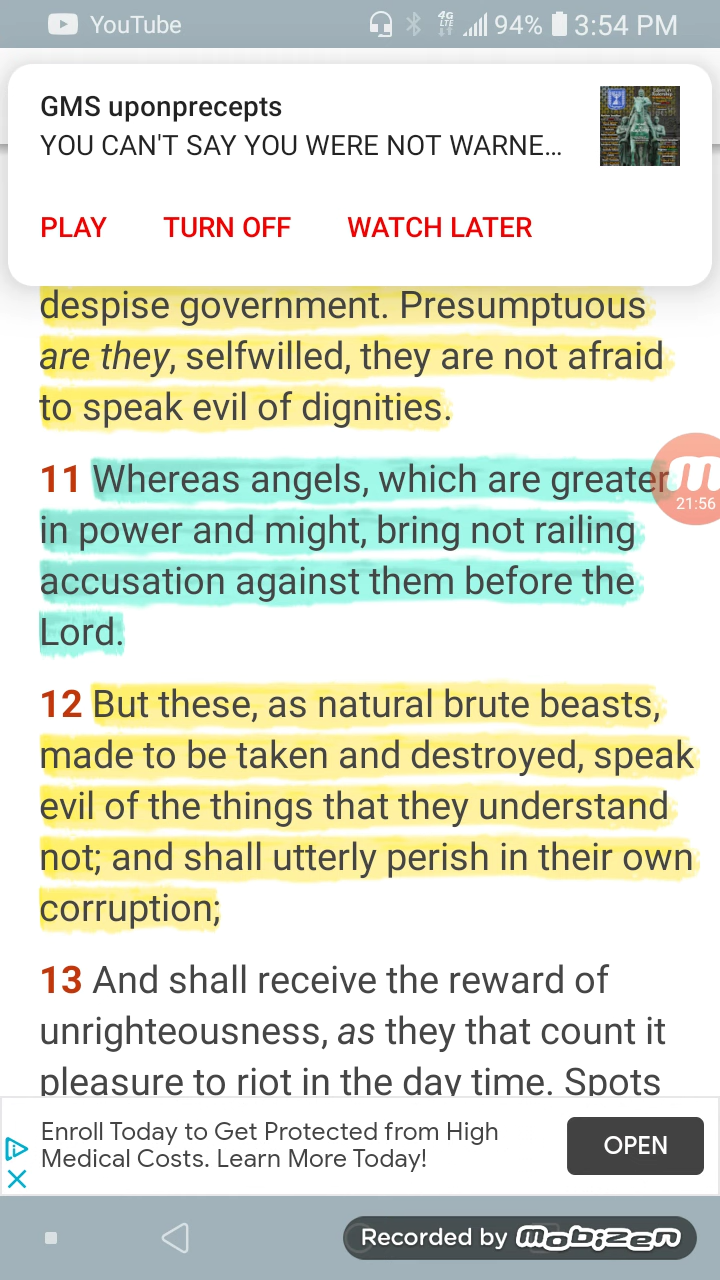 YouTube 4G LTE 94% 3:54 PM
GMS uponprecepts
YOU CAN'T SAY YOU WERE NOT WARNE...
PLAY TURN OFF WATCH LATER
despise government. Presumptuous
are they, selfwilled, they are not afraid
to speak evil of dignities.
11 Whereas angels, which are greater
in power and might, bring not railing
accusation against them before the
Lord.
21:56
12 But these, as natural brute beasts,
made to be taken and destroyed, speak
evil of the things that they understand
not; and shall utterly perish in their own
corruption;
13 And shall receive the reward of
unrighteousness, as they that count it
pleasure to riot in the day time. Spots
Enroll Today to Get Protected from High
Medical Costs. Learn More Today!
OPEN
Recorded by mobizen